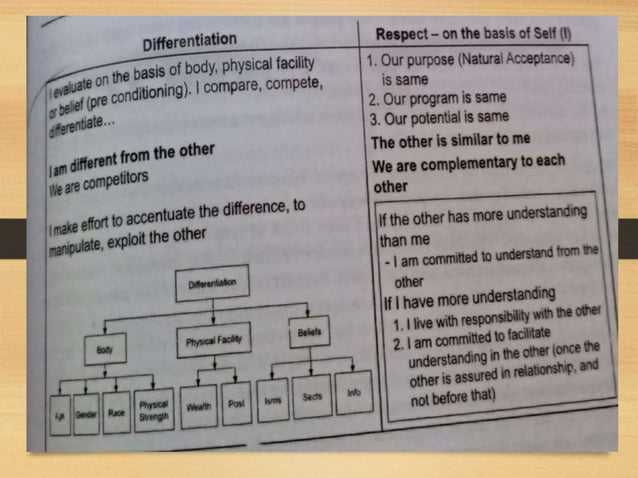 Differentiation
I evaluate on the basis of body, physical facility
or belief (pre conditioning). I compare, compete,
differentiate...
I am different from the other
We are competitors
I make effort to accentuate the difference, to
manipulate, exploit the other
Differentiation
Body
Physical Facility
Beliefs
Age
Gender
Race
Physical
Strength
Wealth
Post
Isms
Sects
Info
Respect – on the basis of Self (I)
1. Our purpose (Natural Acceptance)
is same
2. Our program is same
3. Our potential is same
The other is similar to me
We are complementary to each
other
If the other has more understanding
than me
- I am committed to understand from the
other
If I have more understanding
1. I live with responsibility with the other
2. I am committed to facilitate
understanding in the other (once the
other is assured in relationship, and
not before that)